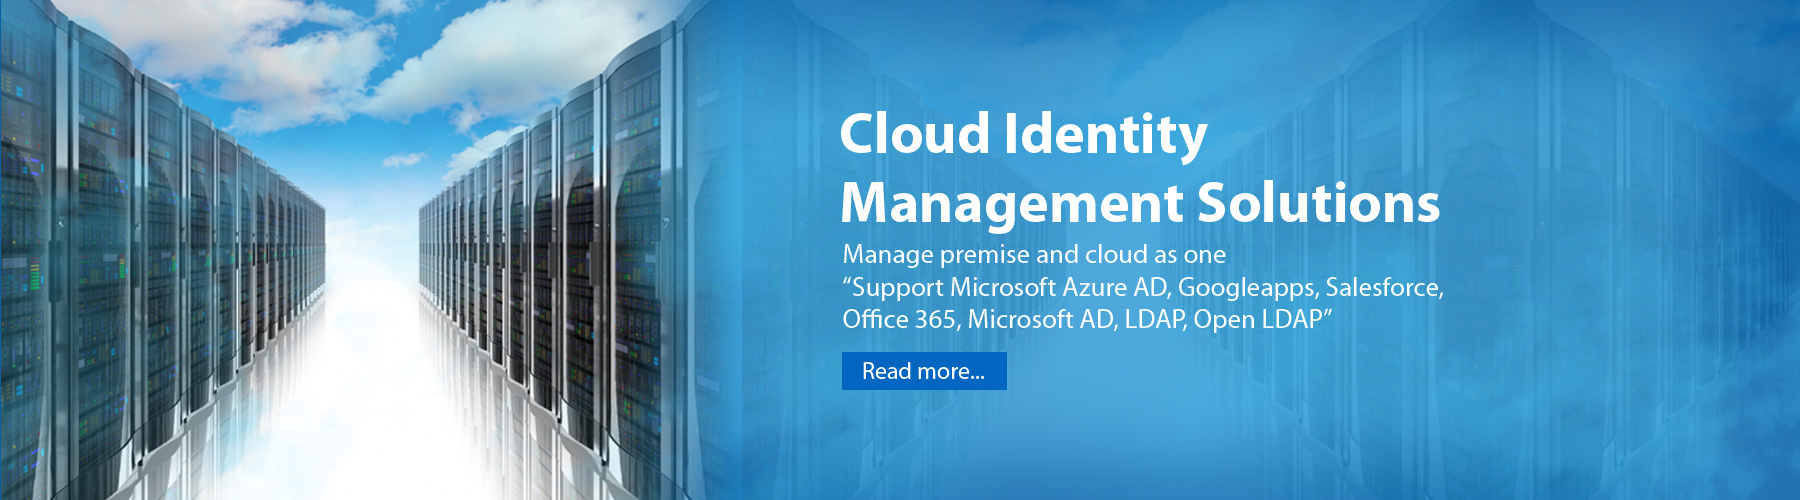 Cloud Identity
Management Solutions
Manage premise and cloud as one
“Support Microsoft Azure AD, Googleapps, Salesforce,
Office 365, Microsoft AD, LDAP, Open LDAP”
Read more...